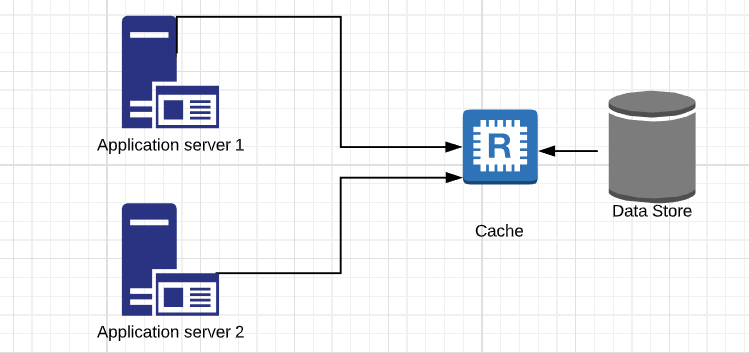 Application server 1
R
Cache
Data Store
Application server 2